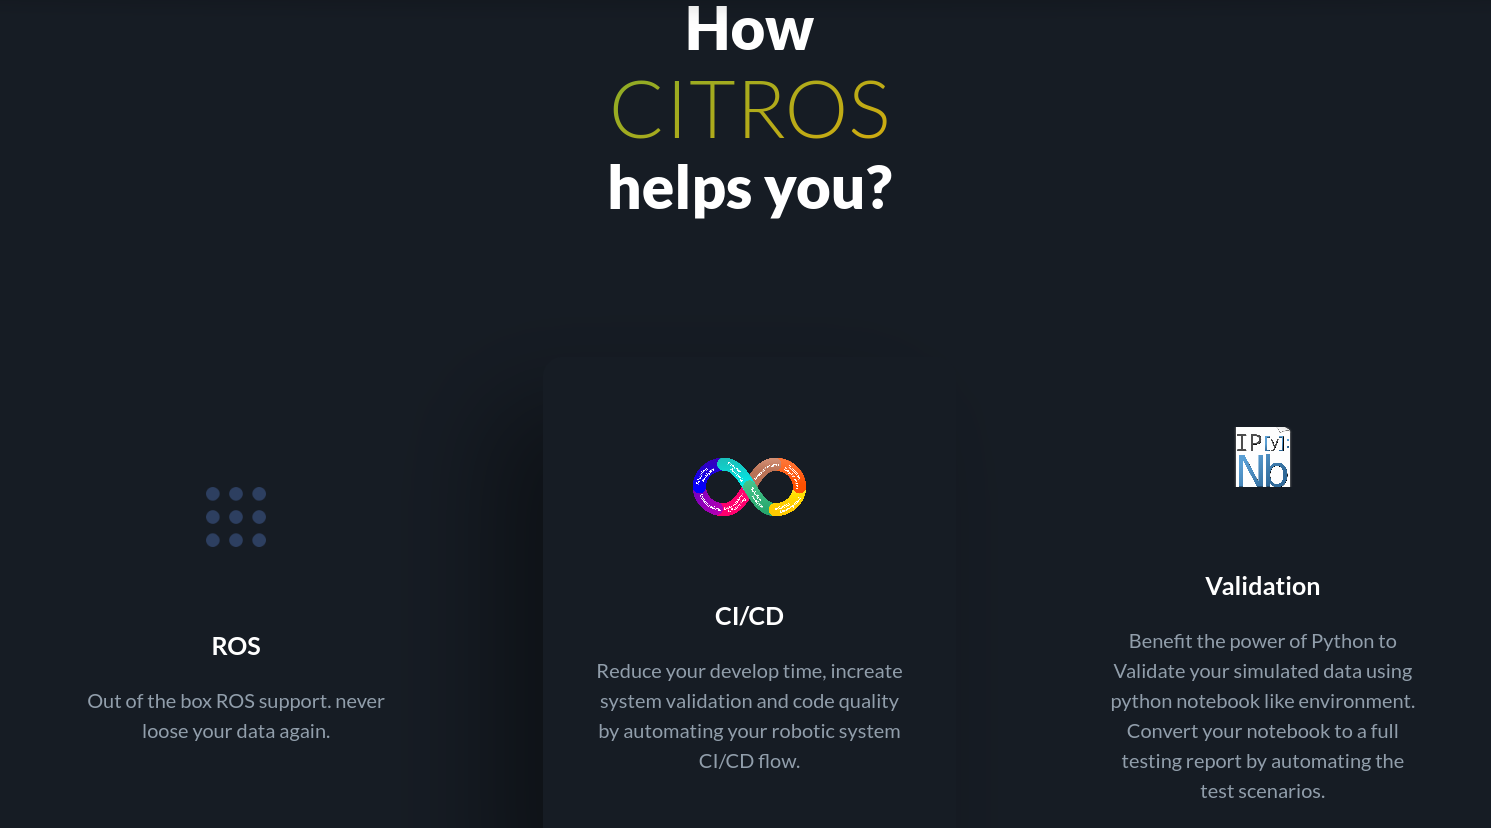 How
CITROS
helps you?
IP[y]:
Nb
ROS
Out of the box ROS support. never
loose your data again.
CI/CD
Reduce your develop time, increate
system validation and code quality
by automating your robotic system
CI/CD flow.
Validation
Benefit the power of Python to
Validate your simulated data using
python notebook like environment.
Convert your notebook to a full
testing report by automating the
test scenarios.